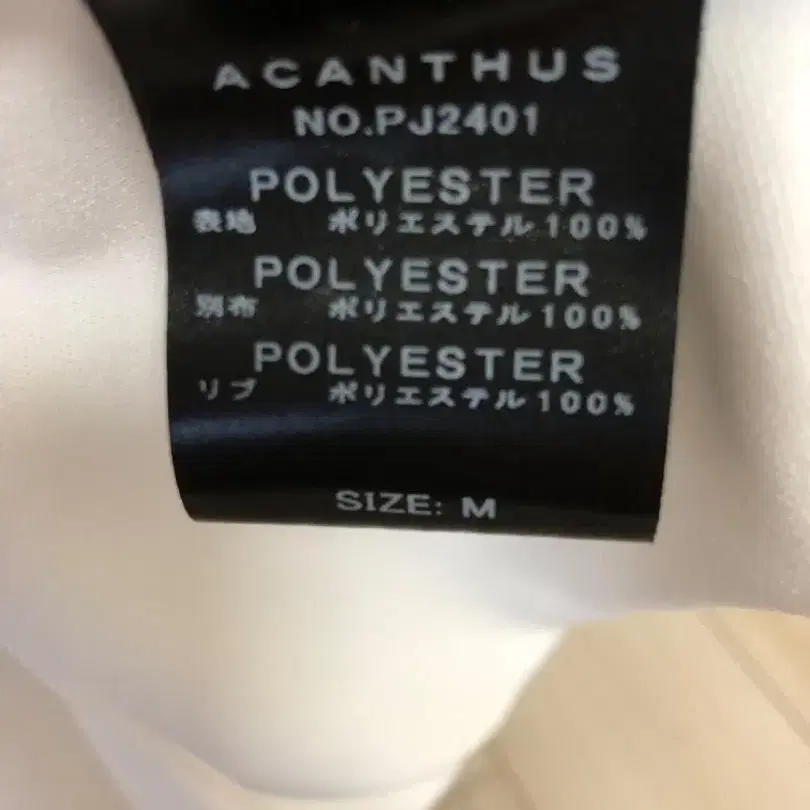 ACANTHUS
NO.PJ2401
POLYESTER
表地 ポリエステル100%
POLYESTER
別布 ポリエステル100%
POLYESTER
リブ ポリエステル100%
SIZE: M